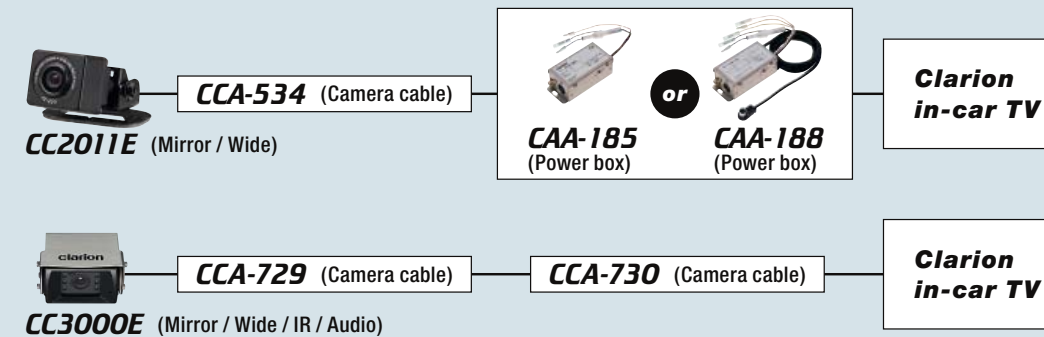 CCA-534 (Camera cable)
or
Clarion
in-car TV
CC2011E (Mirror / Wide)
CAA-185
(Power box)
CAA-188
(Power box)
clarion
CCA-729 (Camera cable)
CCA-730 (Camera cable)
Clarion
in-car TV
CC3000E (Mirror / Wide / IR / Audio)